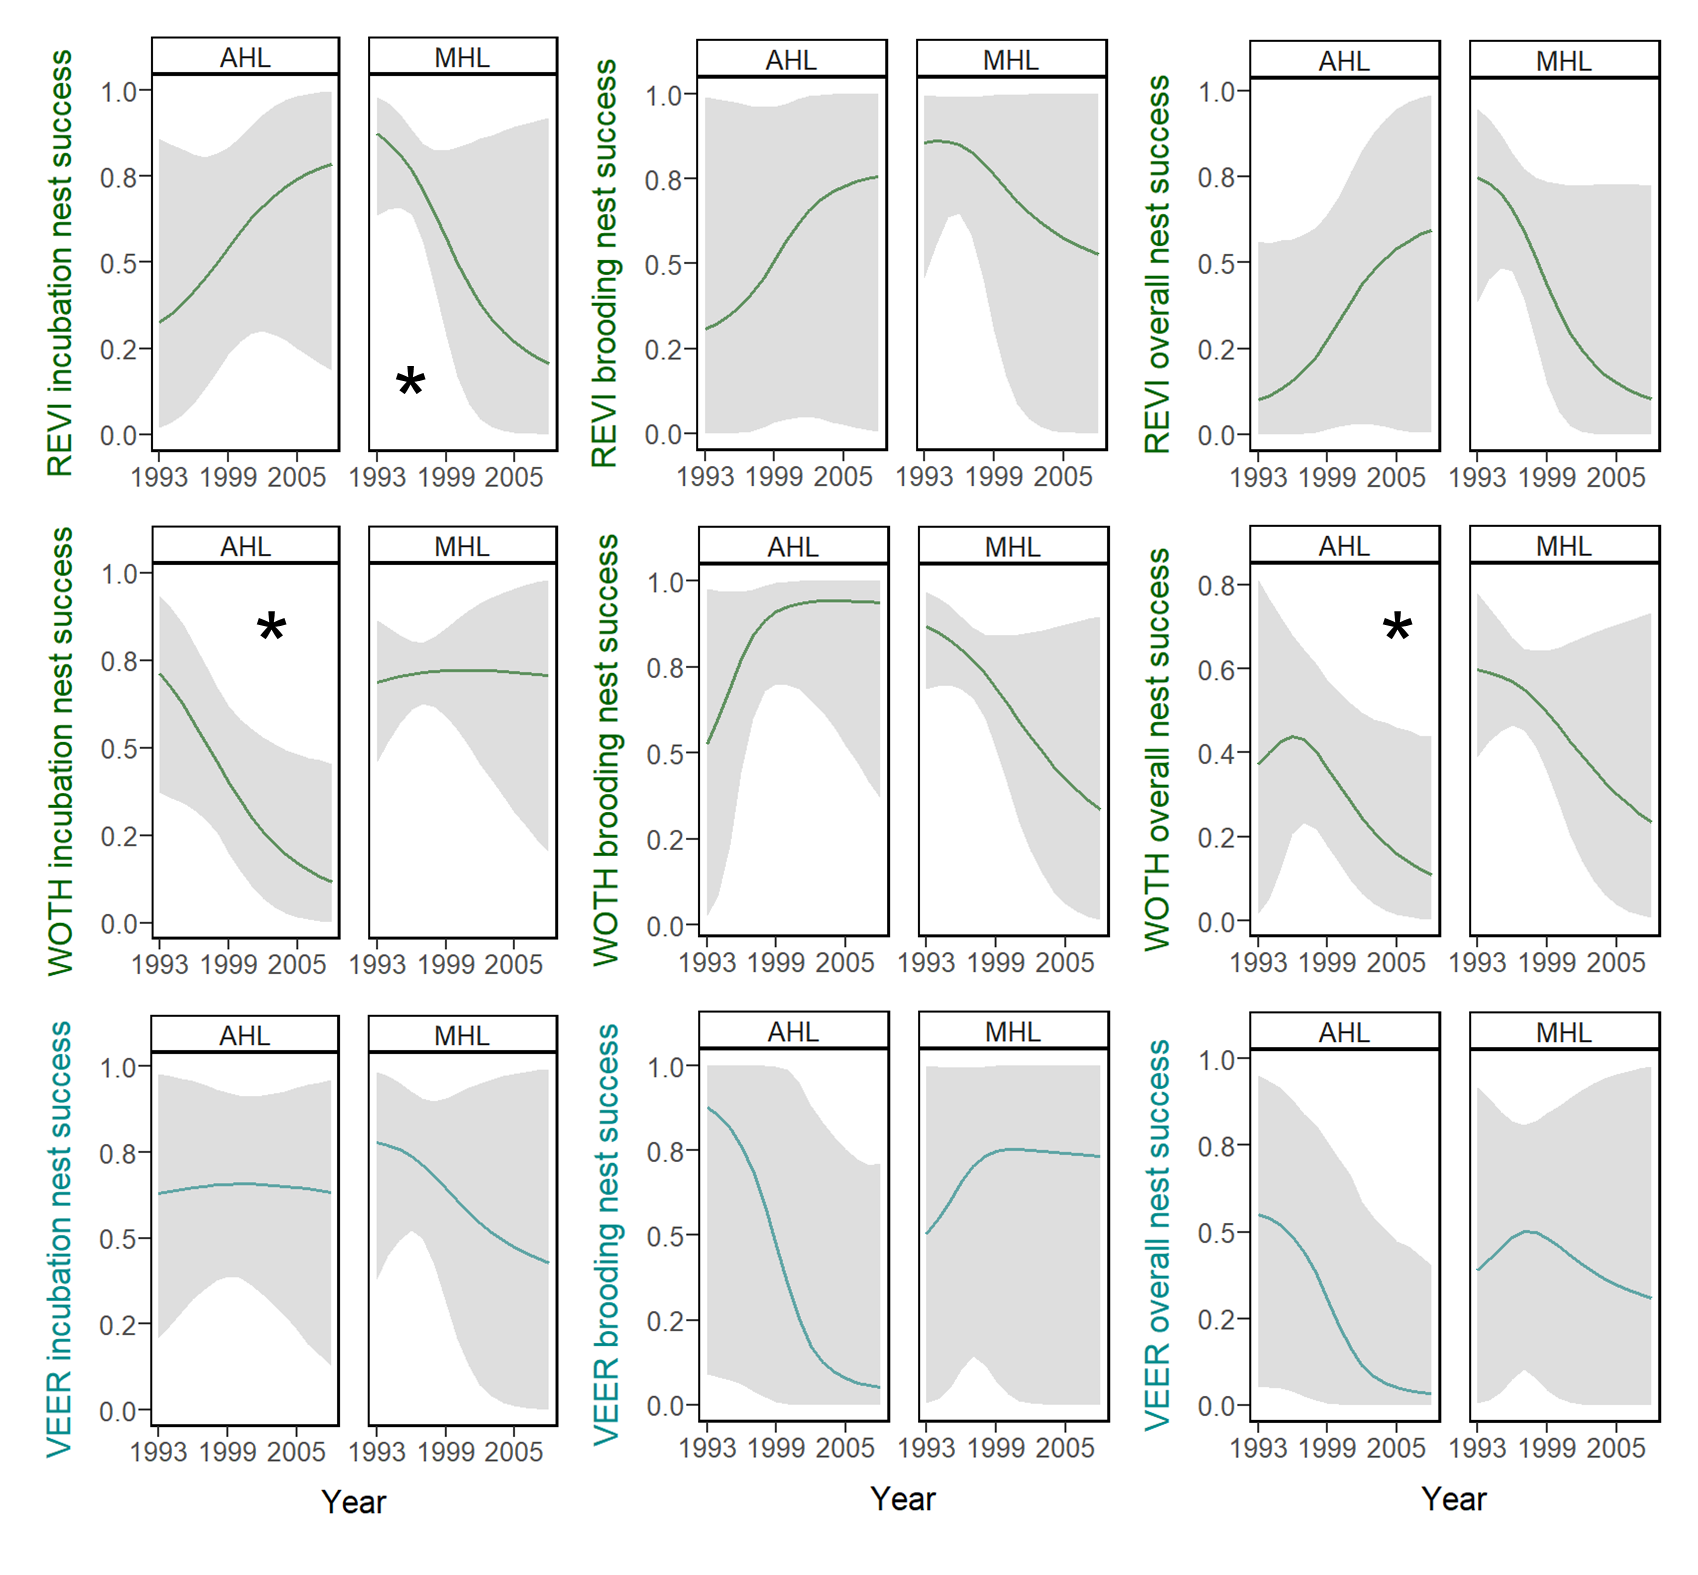 REVI incubation nest success
AHL
MHL
1.0
0.8
0.5
0.2
0.0
*
1993 1999 2005
1993 1999 2005
REVI brooding nest success
AHL
MHL
1.0
0.8
0.5
0.2
0.0
1993 1999 2005
1993 1999 2005
REVI overall nest success
AHL
MHL
1.0
0.8
0.5
0.2
0.0
1993 1999 2005
1993 1999 2005
WOTH incubation nest success
AHL
MHL
1.0
0.8
0.5
0.2
0.0
*
1993 1999 2005
1993 1999 2005
WOTH brooding nest success
AHL
MHL
1.0
0.8
0.5
0.2
0.0
1993 1999 2005
1993 1999 2005
WOTH overall nest success
AHL
MHL
0.8
0.6
0.4
0.2
0.0
*
1993 1999 2005
1993 1999 2005
VEER incubation nest success
AHL
MHL
1.0
0.8
0.5
0.2
0.0
1993 1999 2005
1993 1999 2005
Year
VEER brooding nest success
AHL
MHL
1.0
0.8
0.5
0.2
0.0
1993 1999 2005
1993 1999 2005
Year
VEER overall nest success
AHL
MHL
1.0
0.8
0.5
0.2
0.0
1993 1999 2005
1993 1999 2005
Year